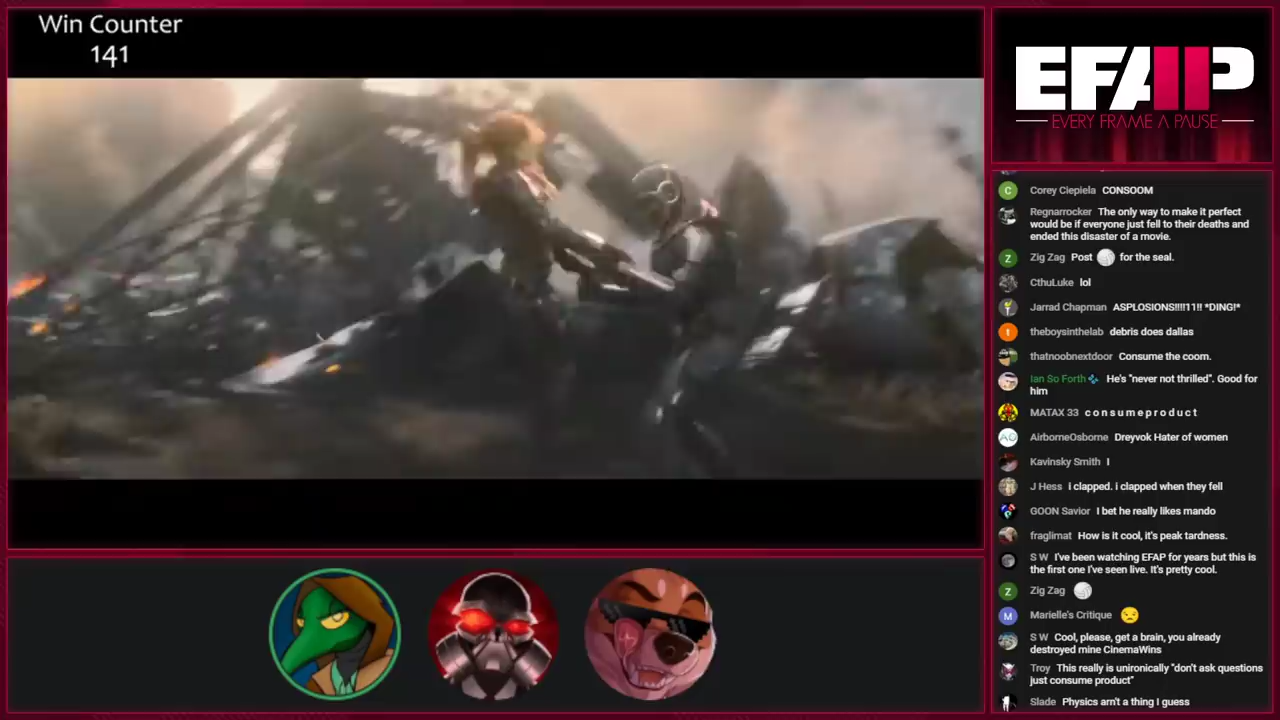 Win Counter
141
EFAP
EVERY FRAME A PAUSE
C Corey Ciepiela CONSOOM
Regnarrocker The only way to make it perfect
would be if everyone just fell to their deaths and
ended this disaster of a movie.
Z Zig Zag Post for the seal.
CthuLuke lol
Jarrad Chapman ASPLOSIONS!!!!11!! *DING!*
t theboysinthelab debris does dallas
thatnoobnextdoor Consume the coom.
Ian So Forth He's "never not thrilled". Good for
him
MATAX 33 c o n s u m e p r o d u c t
AO AirborneOsborne Dreyvok Hater of women
Kavinsky Smith I
J Hess i clapped. i clapped when they fell
GOON Savior I bet he really likes mando
fraglimat How is it cool, it's peak tardness.
S W I've been watching EFAP for years but this is
the first one I've seen live. It's pretty cool.
Z Zig Zag
M Marielle's Critique
S W Cool, please, get a brain, you already
destroyed mine CinemaWins
Troy This really is unironically "don't ask questions
just consume product"
Slade Physics arn't a thing I guess